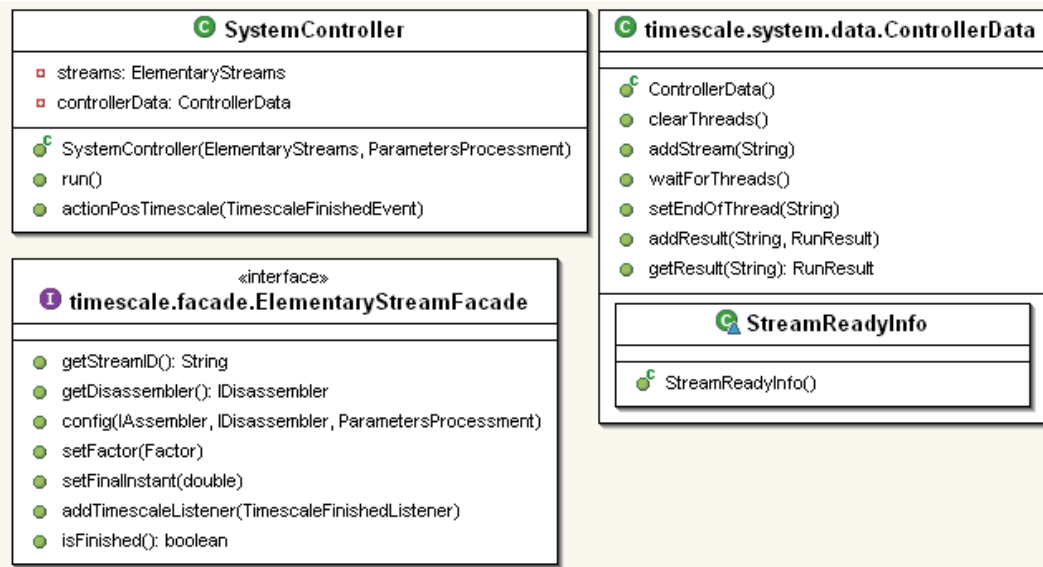 C SystemController
streams: ElementaryStreams
controllerData: ControllerData
C SystemController(ElementaryStreams, ParametersProcessment)
run()
actionPosTimescale(TimescaleFinishedEvent)
«interface»
I timescale.facade.ElementaryStreamFacade
getStreamID(): String
getDisassembler(): IDisassembler
config(IAssembler, IDisassembler, ParametersProcessment)
setFactor(Factor)
setFinalInstant(double)
addTimescaleListener(TimescaleFinishedListener)
isFinished(): boolean
C timescale.system.data.ControllerData
C ControllerData()
clearThreads()
addStream(String)
waitForThreads()
setEndOfThread(String)
addResult(String, RunResult)
getResult(String): RunResult
C StreamReadyInfo
C StreamReadyInfo()